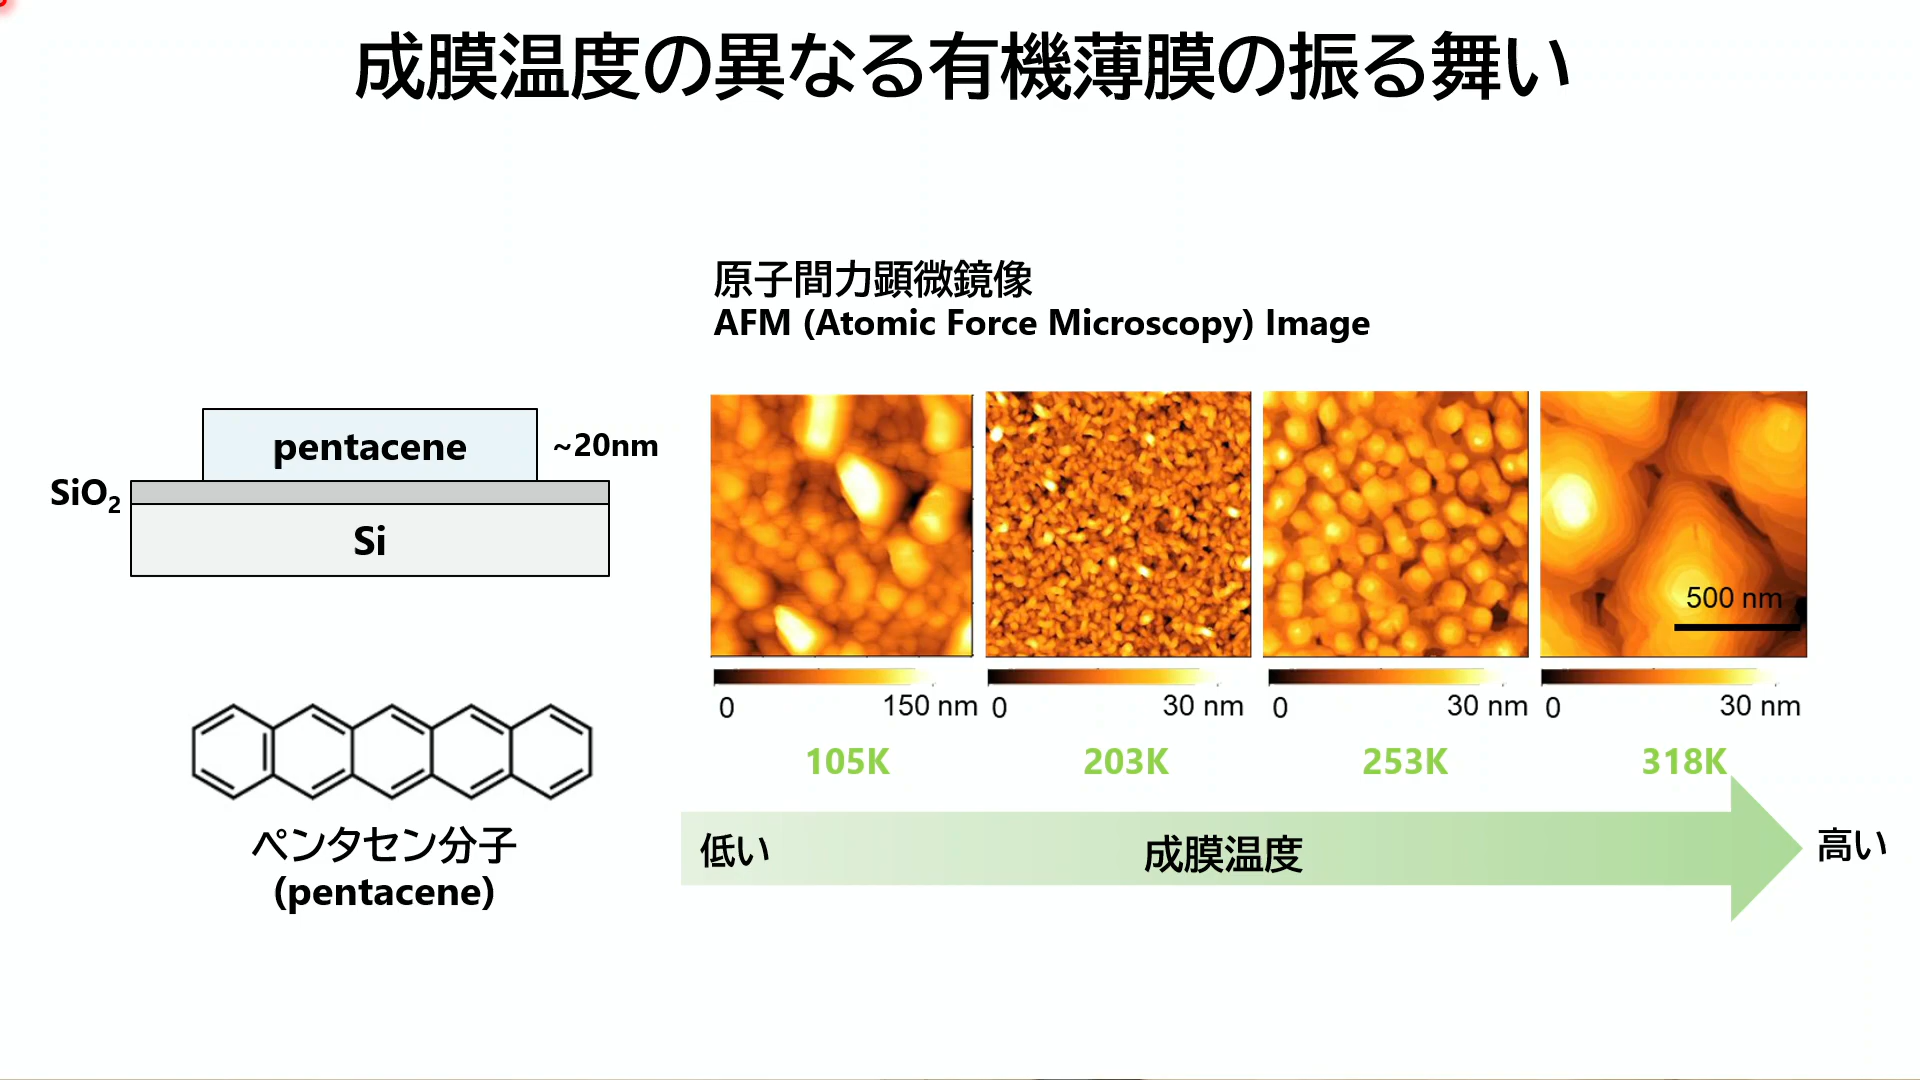 成膜温度の異なる有機薄膜の振る舞い
原子間力顕微鏡像
AFM (Atomic Force Microscopy) Image
pentacene
~20nm
SiO₂
Si
500 nm
0
150 nm
0
30 nm
0
30 nm
0
30 nm
105K
203K
253K
318K
ペンタセン分子
(pentacene)
低い
成膜温度
高い